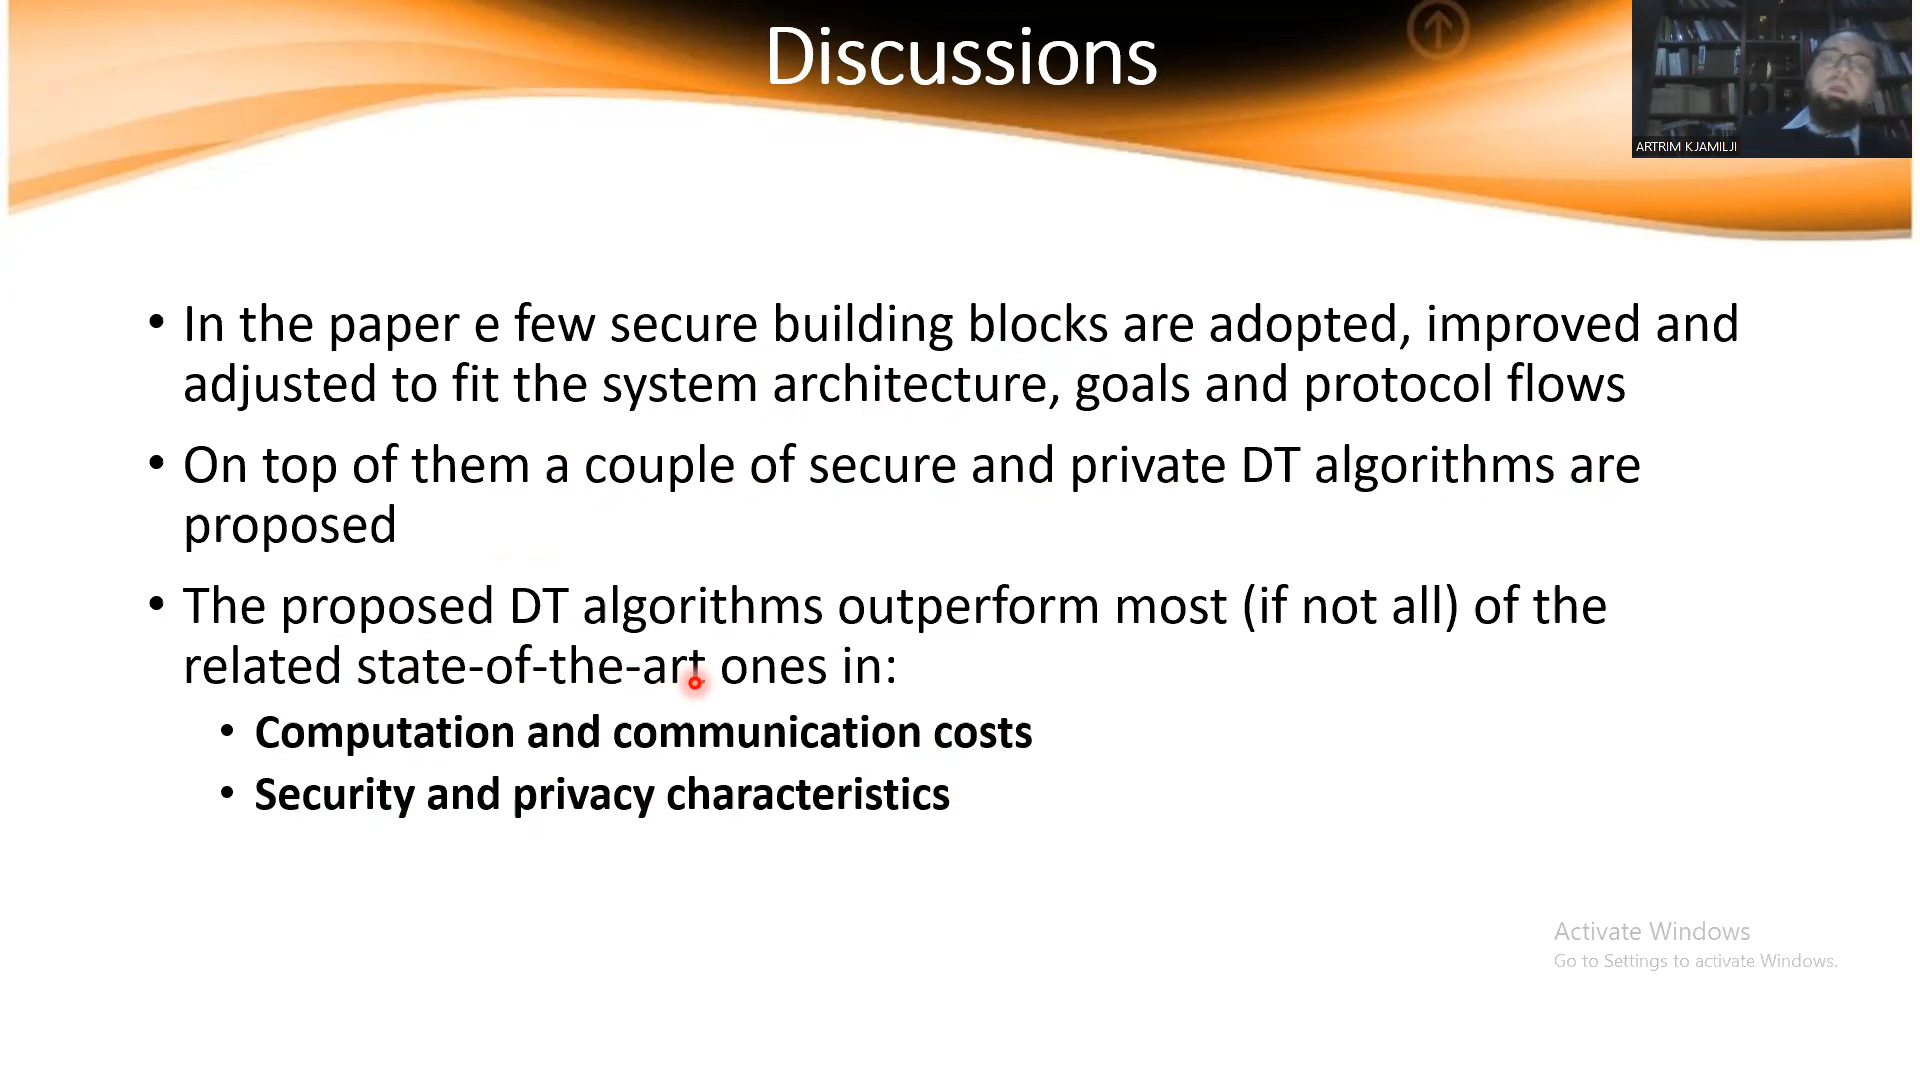 Discussions
ARTRIM KJAMILJI
• In the paper e few secure building blocks are adopted, improved and
adjusted to fit the system architecture, goals and protocol flows
• On top of them a couple of secure and private DT algorithms are
proposed
• The proposed DT algorithms outperform most (if not all) of the
related state-of-the-art ones in:
• Computation and communication costs
• Security and privacy characteristics
Activate Windows
Go to Settings to activate Windows.